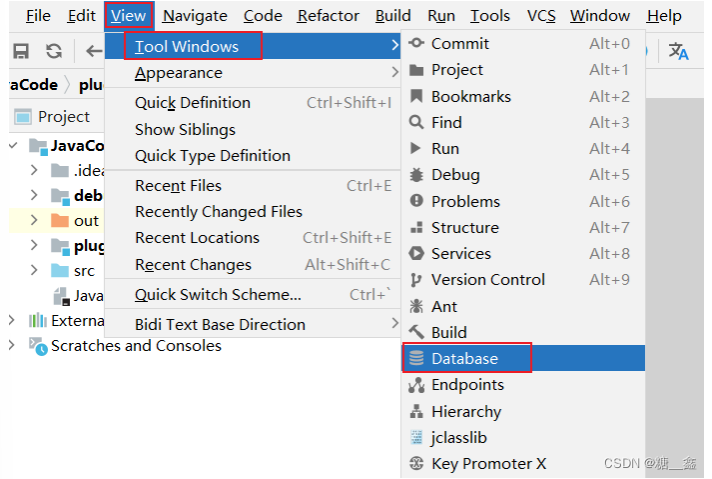 File Edit View Navigate Code Refactor Build Run Tools VCS Window Help
vaCode plu
Project
JavaCo
.idea
deb
out
plug
src
Java
Externa
Scratches and Consoles
Tool Windows
Appearance
Quick Definition Ctrl+Shift+I
Show Siblings
Quick Type Definition
Recent Files Ctrl+E
Recently Changed Files
Recent Locations Ctrl+Shift+E
Recent Changes Alt+Shift+C
Quick Switch Scheme... Ctrl+`
Bidi Text Base Direction
Commit Alt+0
Project Alt+1
Bookmarks Alt+2
Find Alt+3
Run Alt+4
Debug Alt+5
Problems Alt+6
Structure Alt+7
Services Alt+8
Version Control Alt+9
Ant
Build
Database
Endpoints
Hierarchy
jclasslib
Key Promoter X
CSDN @糖__鑫